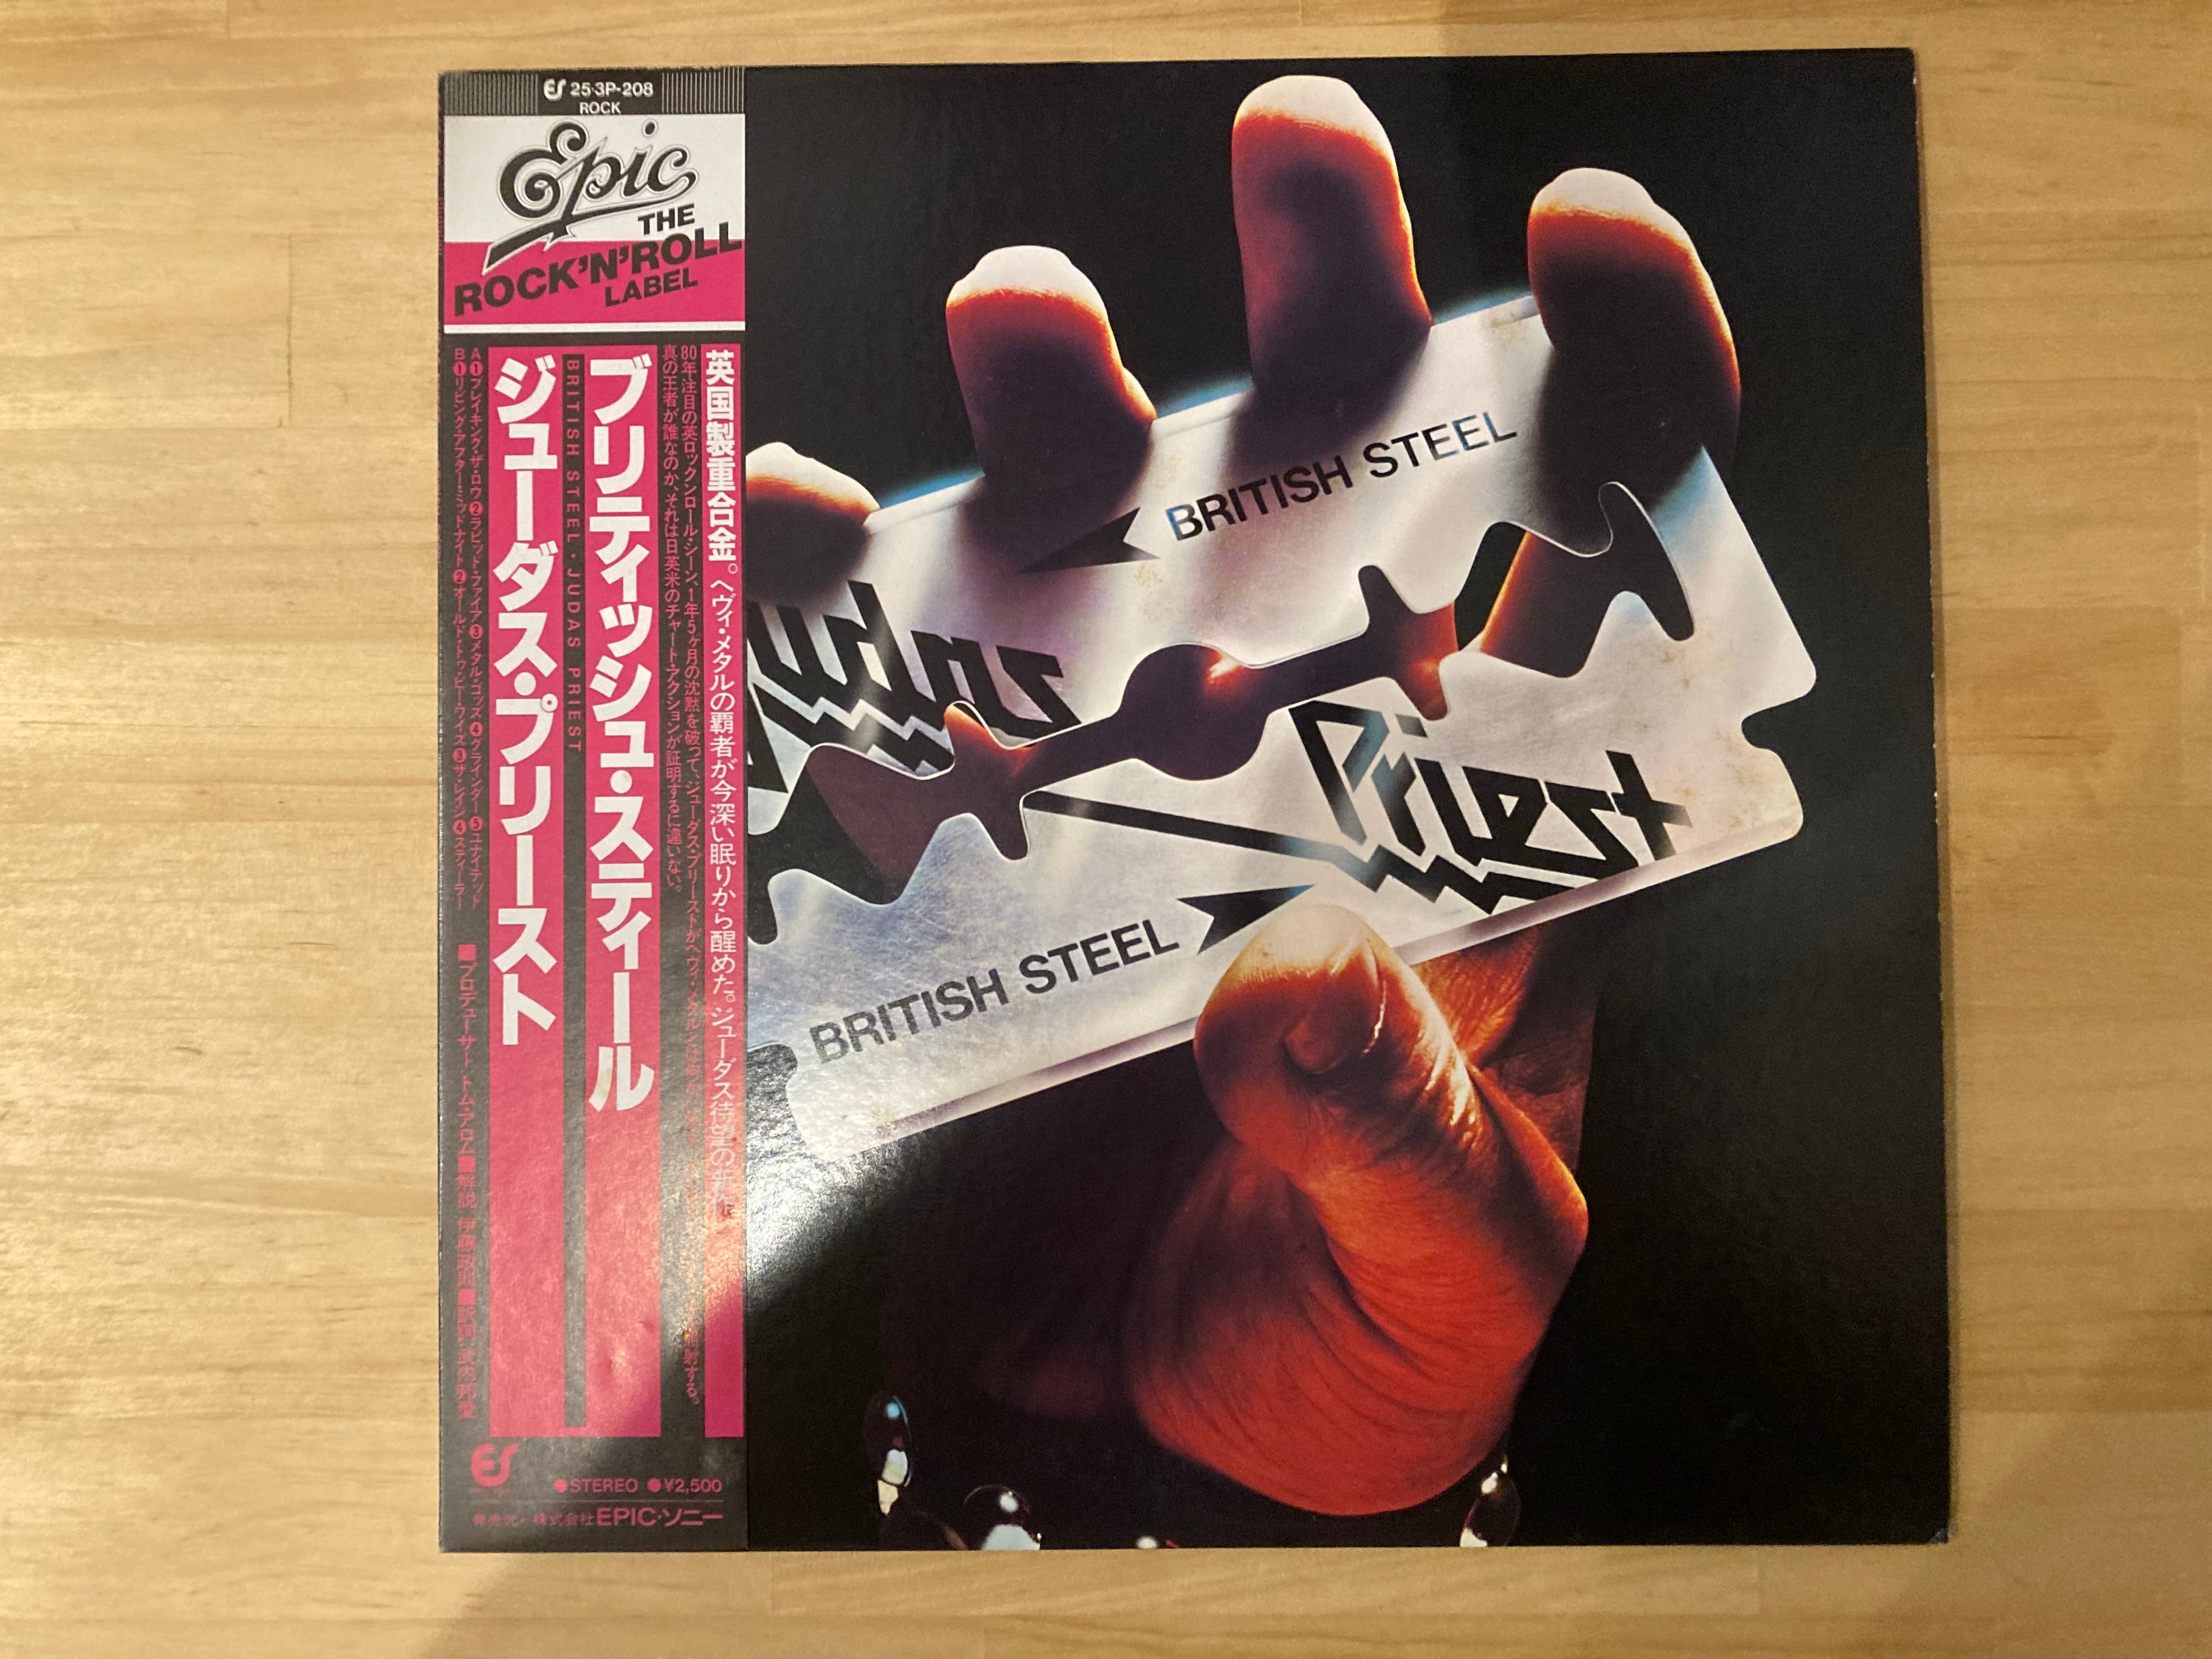 ES 25・3P-208
ROCK
Epic
THE
ROCK'N'ROLL
LABEL
英国製重合金。ヘヴィ・メタルの覇者が今深い眠りから醒めた。ジューダス待望の
80年注目の英ロックンロール・シーン、1年5ヶ月の沈黙を破って、ジューダス・プリーストがヘヴィ・メタル
真の王者が誰なのか、それは日英米のチャート・アクションが証明するに違いない。
ブリティッシュ・スティール
BRITISH STEEL・JUDAS PRIEST
ジューダス・プリースト
A❶ブレイキング・ザ・ロウ❷ラピッド・ファイア❸メタル・ゴッズ❹グラインダー❺ユナイテッド
B❶リビング・アフター・ミッドナイト❷オールド・トゥ・ビー・ワイズ❸ザ・レイジ❹スティーラー
■プロデューサー、トム・アロム■解説
ES
●STEREO ●¥2,500
発売元・株式会社EPIC・ソニー
BRITISH STEEL
Judas
Priest
BRITISH STEEL